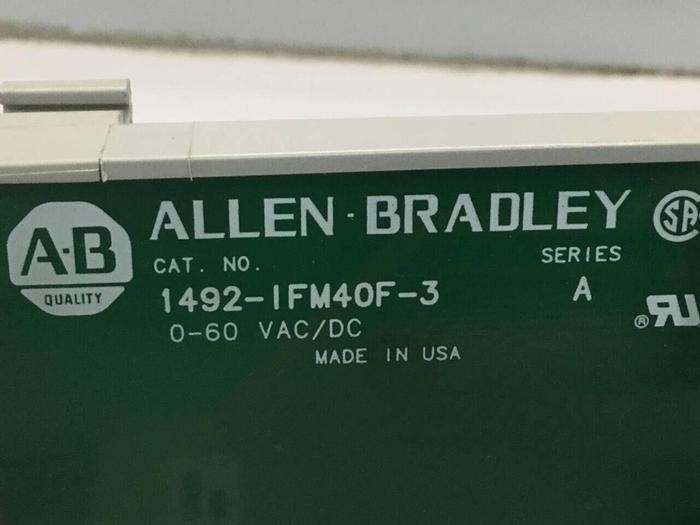 A-B
QUALITY
ALLEN-BRADLEY
CAT. NO.
SERIES
1492-IFM40F-3
A
0-60 VAC/DC
MADE IN USA
®